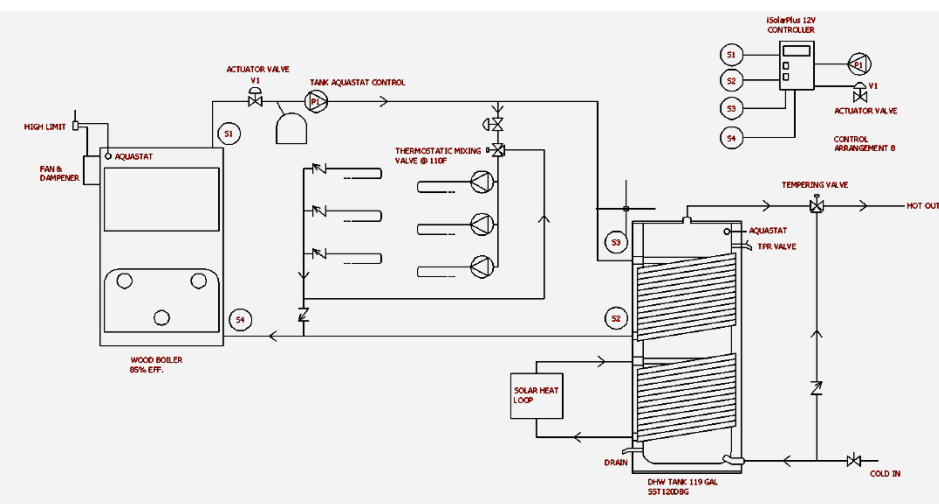 iSolarPlus 12V
CONTROLLER
S1
S2
S3
S4
P1
V1
ACTUATOR VALVE
CONTROL
ARRANGEMENT 8
ACTUATOR VALVE
V1
TANK AQUASTAT CONTROL
P1
HIGH LIMIT
S1
AQUASTAT
FAN &
DAMPENER
THERMOSTATIC MIXING
VALVE @ 110F
TEMPERING VALVE
HOT OUT
AQUASTAT
S3
TPR VALVE
S4
S2
WOOD BOILER
85% EFF.
SOLAR HEAT
LOOP
DRAIN
COLD IN
DHW TANK 119 GAL
SST120DBG